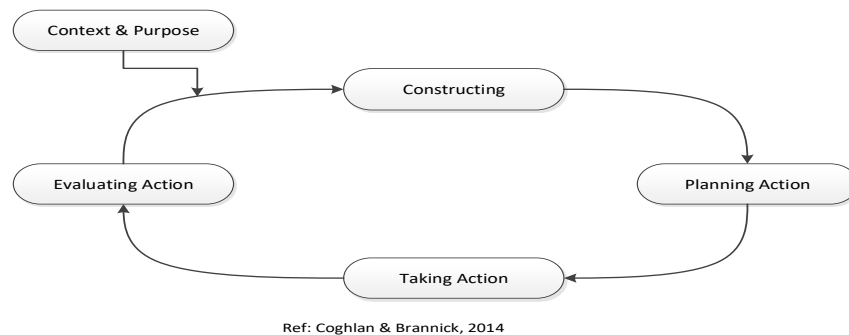 Context & Purpose
Constructing
Evaluating Action
Planning Action
Taking Action
Ref: Coghlan & Brannick, 2014